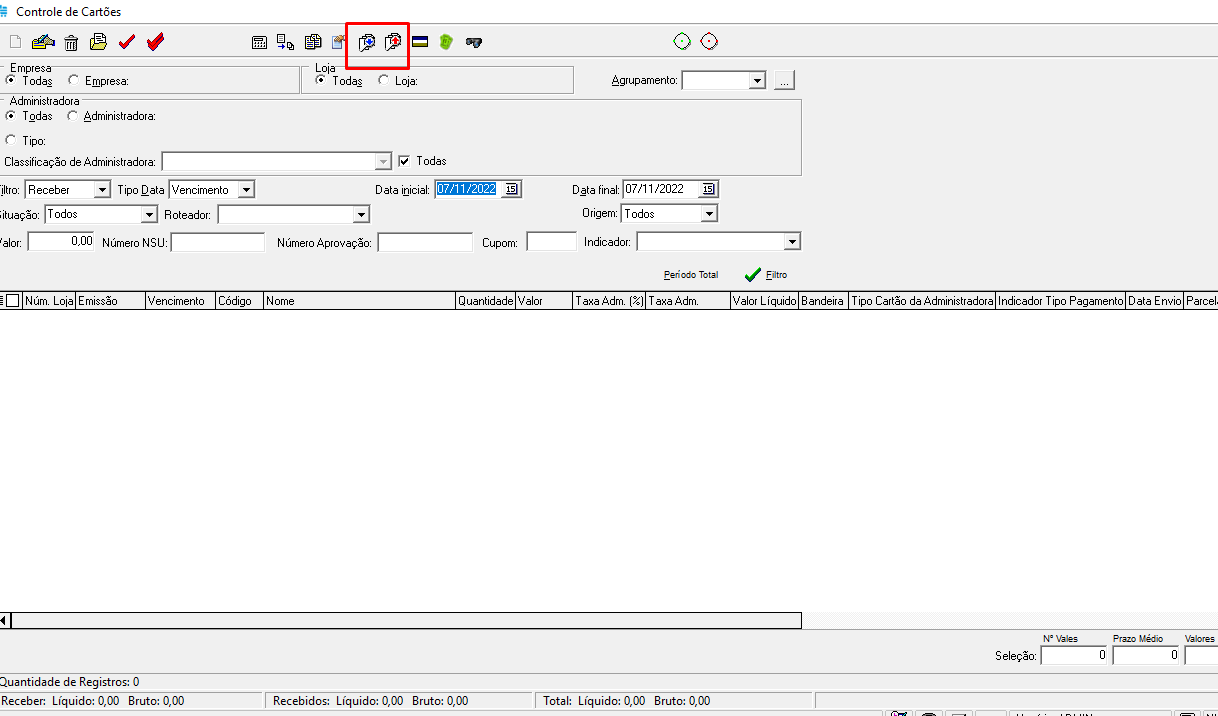 Controle de Cartões
Empresa
Todas Empresa:
Loja
Todas Loja:
Agrupamento: ...
Administradora
Todas Administradora:
Tipo:
Classificação de Administradora: Todas
Filtro: Receber Tipo Data Vencimento Data inicial: 07/11/2022 15 Data final: 07/11/2022 15
Situação: Todos Roteador: Origem: Todos
Valor: 0,00 Número NSU: Número Aprovação: Cupom: Indicador:
Período Total Filtro
Núm. Loja Emissão Vencimento Código Nome Quantidade Valor Taxa Adm. (%) Taxa Adm. Valor Líquido Bandeira Tipo Cartão da Administradora Indicador Tipo Pagamento Data Envio Parcela
Nº Vales Prazo Médio Valores
Seleção: 0 0
Quantidade de Registros: 0
Receber: Líquido: 0,00 Bruto: 0,00 Recebidos: Líquido: 0,00 Bruto: 0,00 Total: Líquido: 0,00 Bruto: 0,00